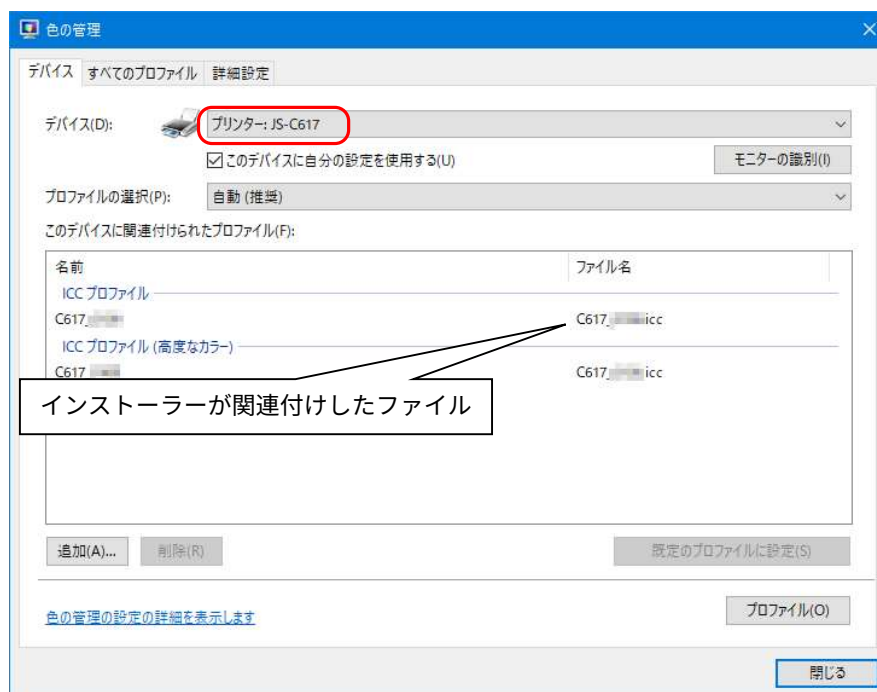 色の管理
デバイス すべてのプロファイル 詳細設定
デバイス(D): プリンター: JS-C617
このデバイスに自分の設定を使用する(U) モニターの識別(I)
プロファイルの選択(P): 自動 (推奨)
このデバイスに関連付けられたプロファイル(F):
名前 ファイル名
ICC プロファイル
C617_ C617_ icc
ICC プロファイル (高度なカラー)
C617 C617_ icc
インストーラーが関連付けしたファイル
追加(A)... 削除(R) 既定のプロファイルに設定(S)
色の管理の設定の詳細を表示します プロファイル(O)
閉じる